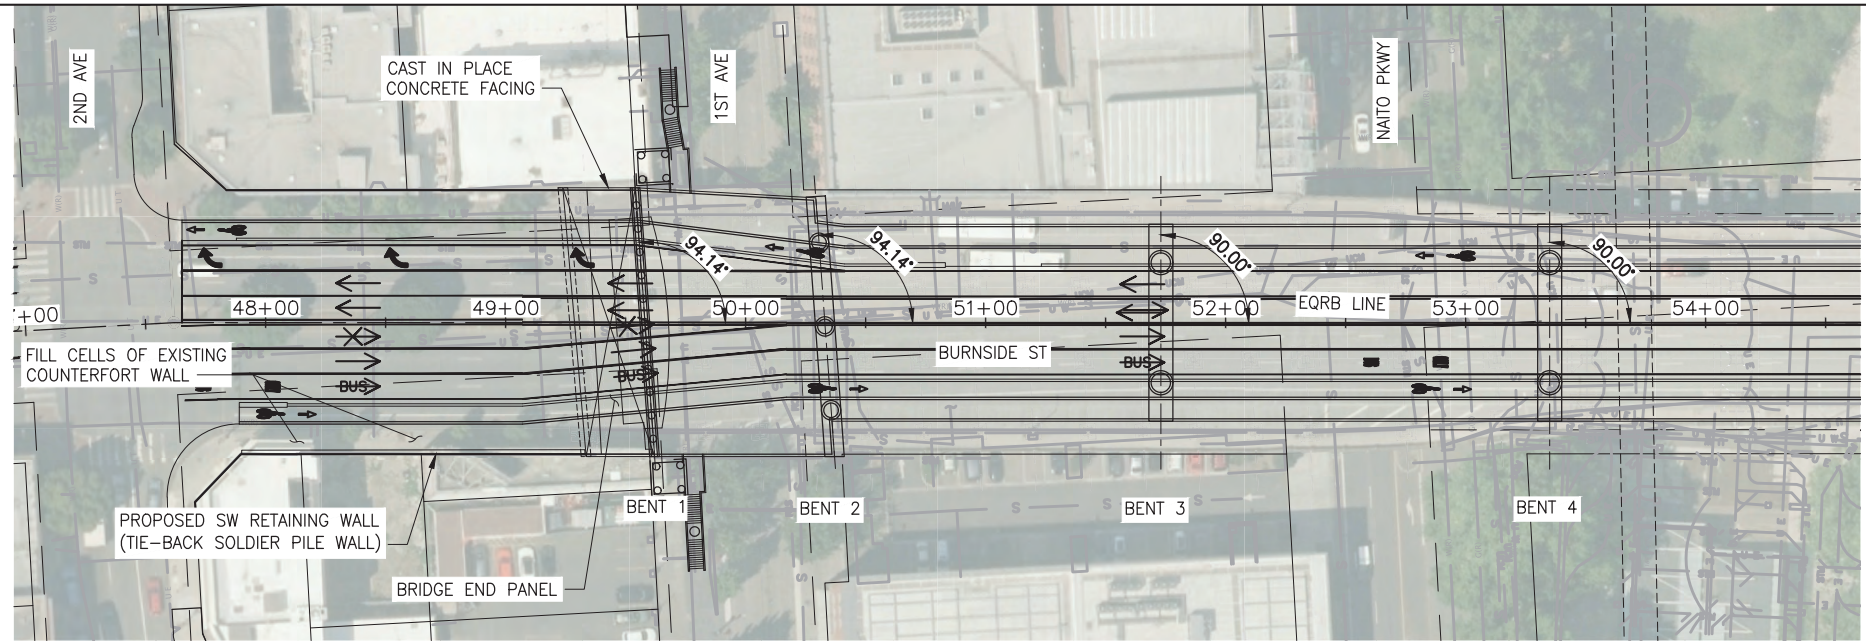 2ND AVE
CAST IN PLACE
CONCRETE FACING
1ST AVE
NAITO PKWY
94.14°
94.14°
90.00°
90.00°
+00
48+00
49+00
50+00
51+00
52+00
EQRB LINE
53+00
54+00
FILL CELLS OF EXISTING
COUNTERFORT WALL
BURNSIDE ST
BUS
BUS
BUS
PROPOSED SW RETAINING WALL
(TIE-BACK SOLDIER PILE WALL)
BENT 1
BENT 2
BENT 3
BENT 4
BRIDGE END PANEL